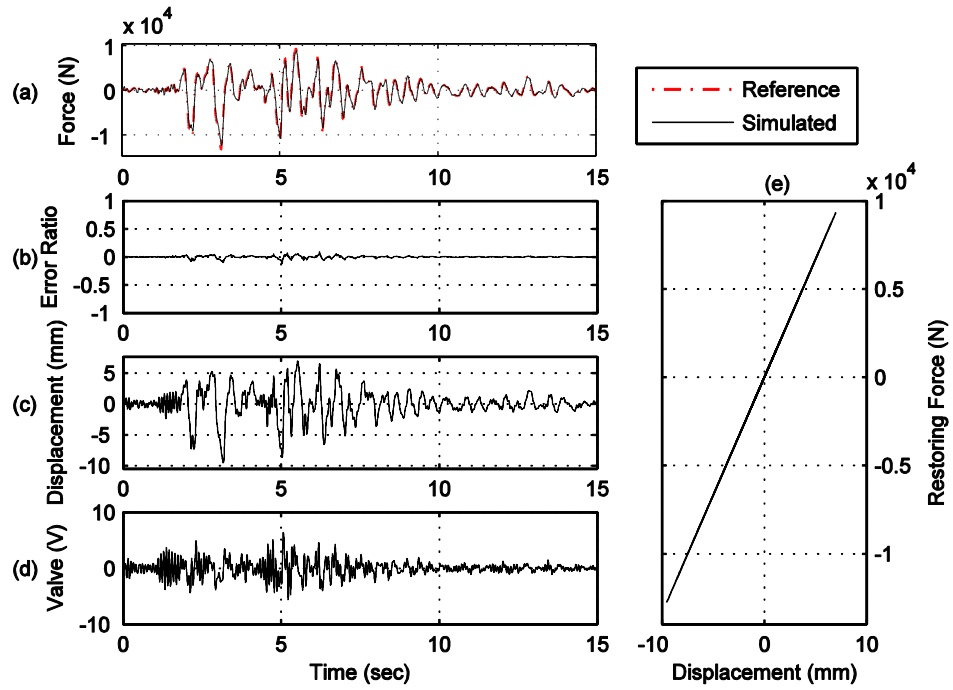 x 10^4
1
0
-1
(a)
Force (N)
0
5
10
15
Reference
Simulated
1
0.5
0
-0.5
-1
(b)
Error Ratio
0
5
10
15
5
0
-5
-10
(c)
Displacement (mm)
0
5
10
15
10
0
-10
(d)
Valve (V)
0
5
10
15
Time (sec)
(e)
x 10^4
1
0.5
0
-0.5
-1
Restoring Force (N)
-10
0
10
Displacement (mm)